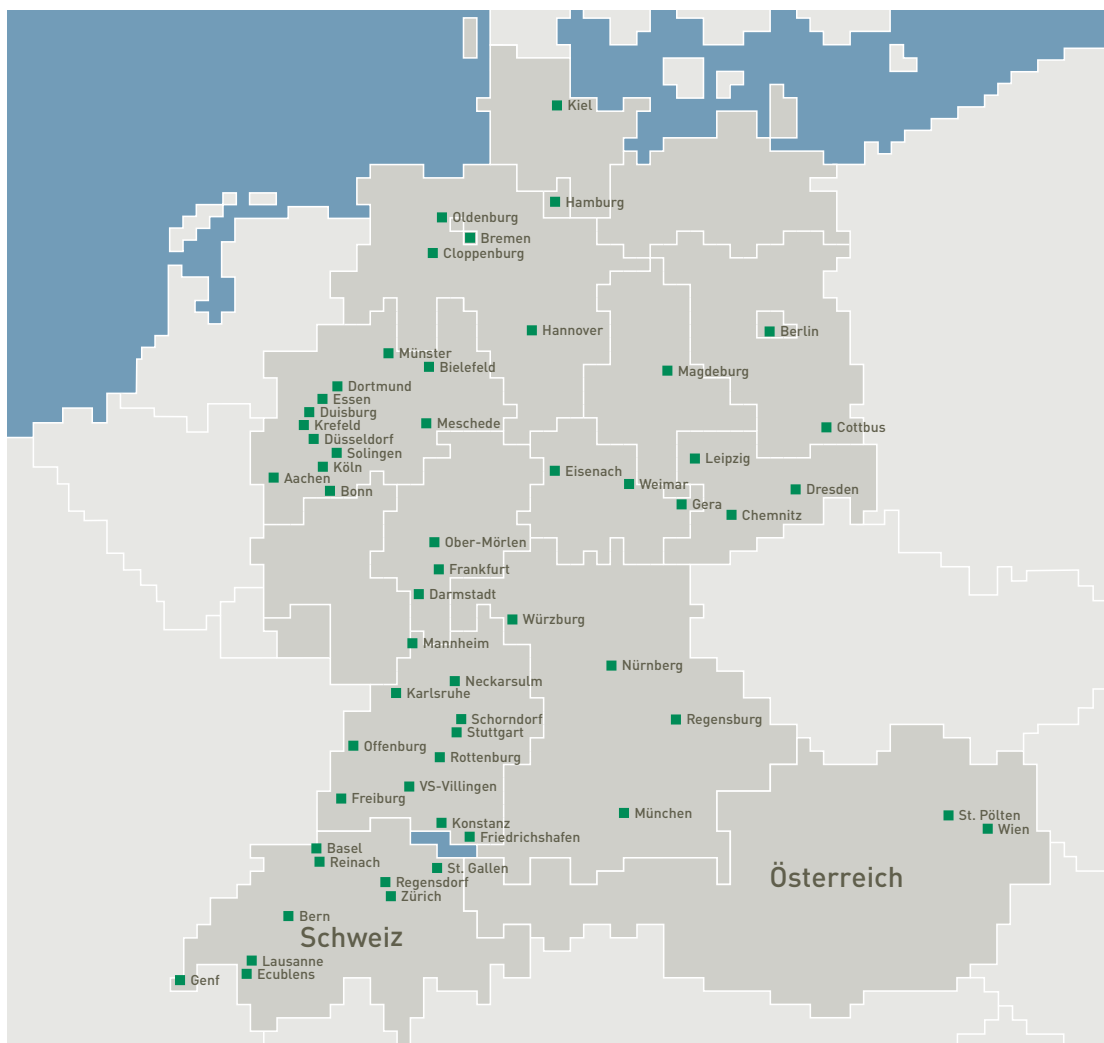 Kiel
Hamburg
Oldenburg
Bremen
Cloppenburg
Hannover
Berlin
Münster
Bielefeld
Magdeburg
Dortmund
Essen
Duisburg
Krefeld
Meschede
Cottbus
Düsseldorf
Solingen
Leipzig
Köln
Eisenach
Aachen
Weimar
Bonn
Dresden
Gera
Chemnitz
Ober-Mörlen
Frankfurt
Darmstadt
Würzburg
Mannheim
Nürnberg
Neckarsulm
Karlsruhe
Schorndorf
Regensburg
Stuttgart
Offenburg
Rottenburg
VS-Villingen
Freiburg
München
St. Pölten
Konstanz
Wien
Friedrichshafen
Basel
Reinach
St. Gallen
Österreich
Regensdorf
Zürich
Bern
Schweiz
Lausanne
Ecublens
Genf